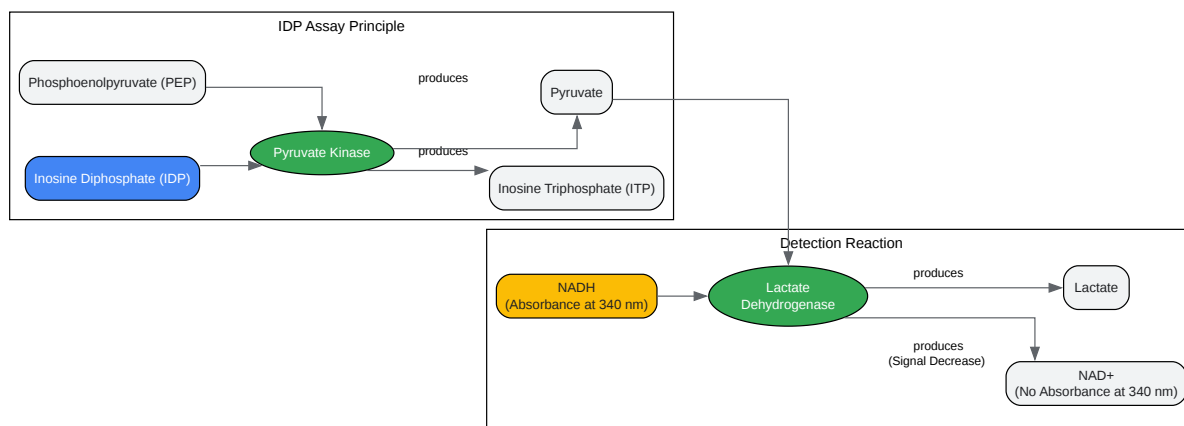 IDP Assay Principle
Phosphoenolpyruvate (PEP)
produces
Pyruvate
Pyruvate Kinase
produces
Inosine Diphosphate (IDP)
Inosine Triphosphate (ITP)
Detection Reaction
NADH
(Absorbance at 340 nm)
Lactate
Dehydrogenase
produces
Lactate
produces
(Signal Decrease)
NAD+
(No Absorbance at 340 nm)